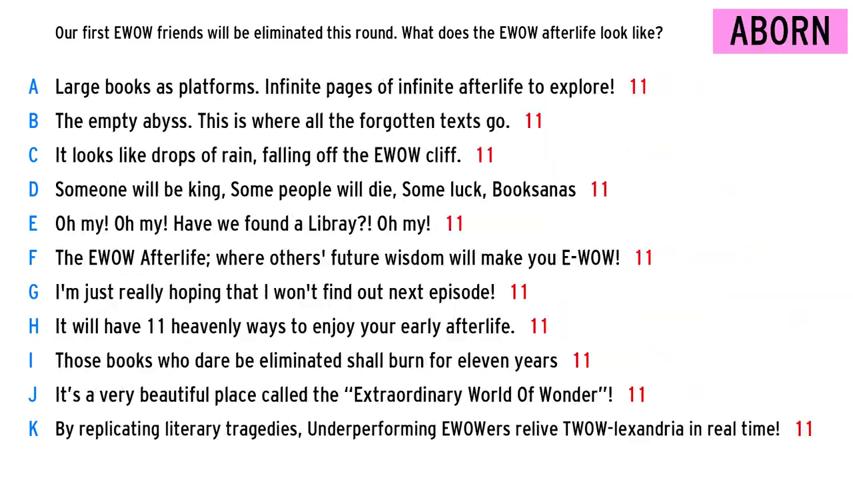 Our first EWOW friends will be eliminated this round. What does the EWOW afterlife look like?
ABORN
A Large books as platforms. Infinite pages of infinite afterlife to explore! 11
B The empty abyss. This is where all the forgotten texts go. 11
C It looks like drops of rain, falling off the EWOW cliff. 11
D Someone will be king, Some people will die, Some luck, Booksanas 11
E Oh my! Oh my! Have we found a Libray?! Oh my! 11
F The EWOW Afterlife; where others' future wisdom will make you E-WOW! 11
G I'm just really hoping that I won't find out next episode! 11
H It will have 11 heavenly ways to enjoy your early afterlife. 11
I Those books who dare be eliminated shall burn for eleven years 11
J It’s a very beautiful place called the “Extraordinary World Of Wonder”! 11
K By replicating literary tragedies, Underperforming EWOWers relive TWOW-lexandria in real time! 11